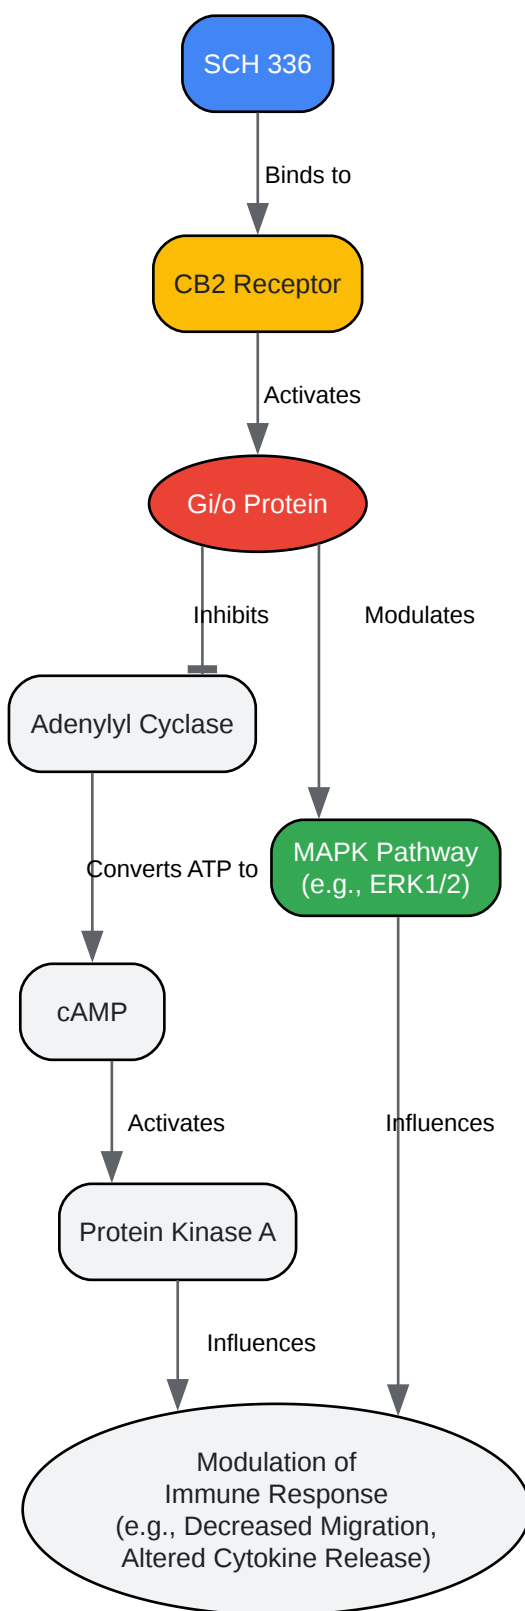 SCH 336
Binds to
CB2 Receptor
Activates
Gi/o Protein
Inhibits
Modulates
Adenylyl Cyclase
MAPK Pathway
(e.g., ERK1/2)
Converts ATP to
cAMP
Activates
Influences
Protein Kinase A
Influences
Modulation of
Immune Response
(e.g., Decreased Migration,
Altered Cytokine Release)